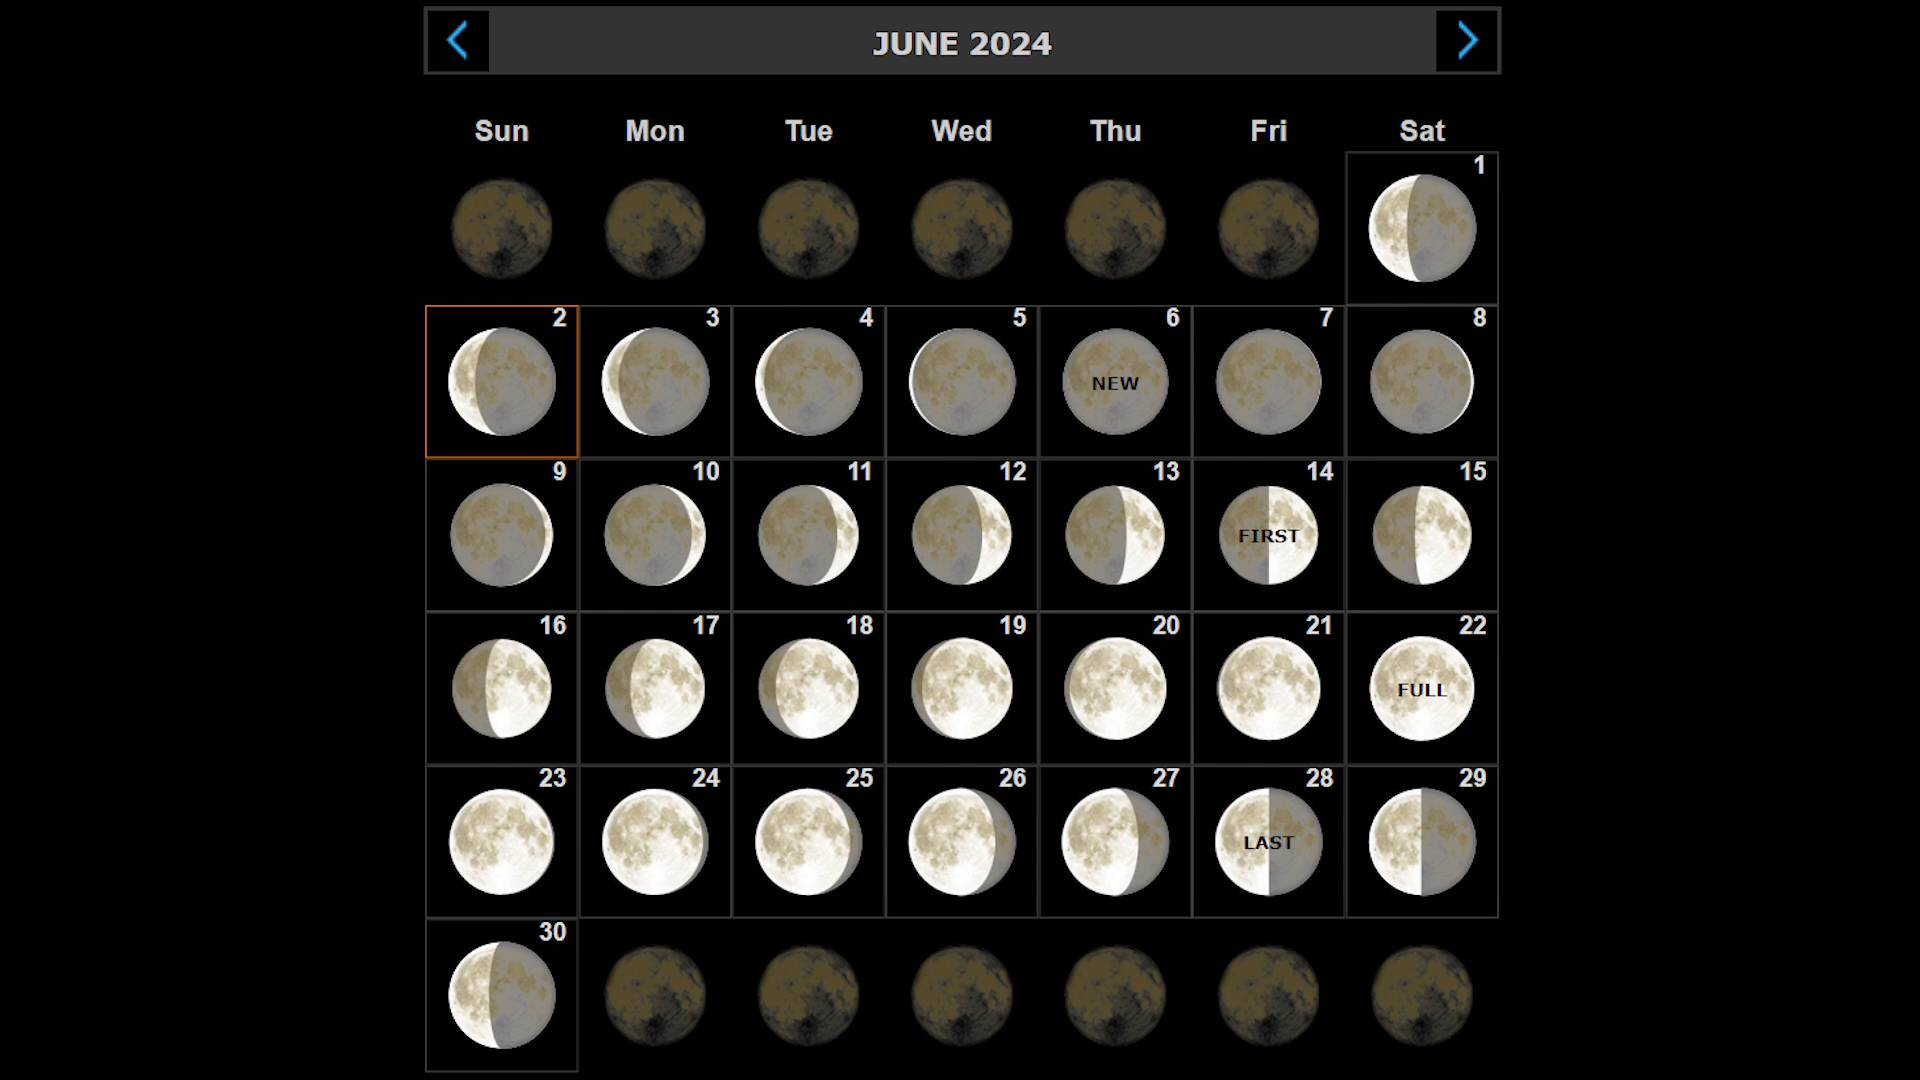 JUNE 2024
Sun Mon Tue Wed Thu Fri Sat
1
2 3 4 5 6 7 8
NEW
9 10 11 12 13 14 15
FIRST
16 17 18 19 20 21 22
FULL
23 24 25 26 27 28 29
LAST
30